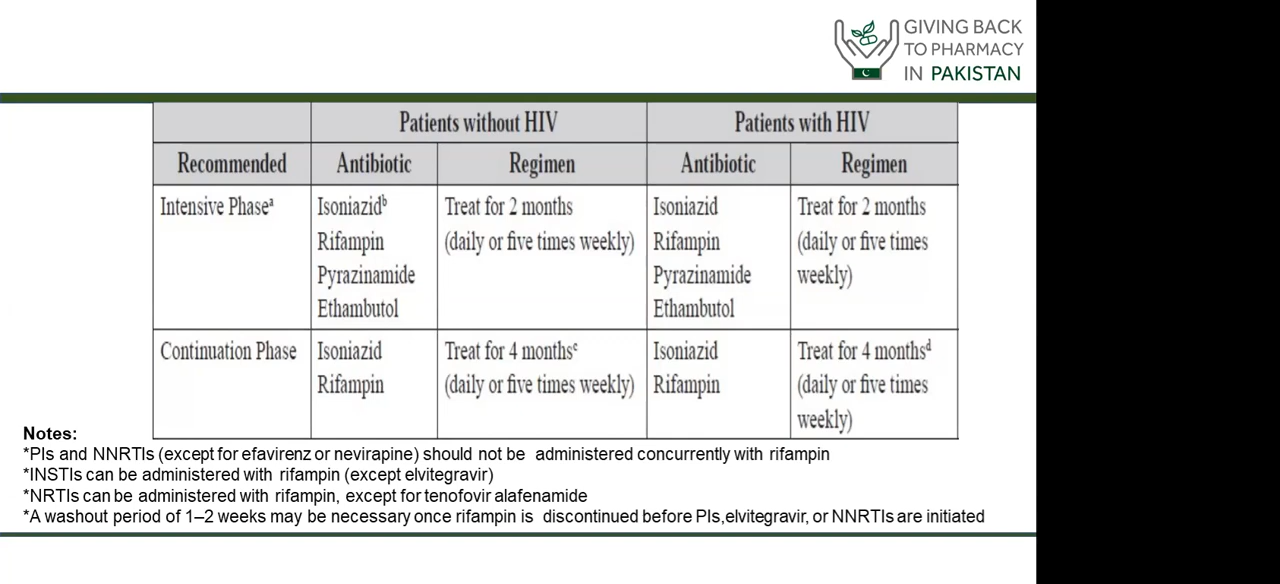 GIVING BACK
TO PHARMACY
IN PAKISTAN
Patients without HIV
Patients with HIV
Recommended
Antibiotic
Regimen
Antibiotic
Regimen
Intensive Phaseᵃ
Isoniazidᵇ
Rifampin
Pyrazinamide
Ethambutol
Treat for 2 months
(daily or five times weekly)
Isoniazid
Rifampin
Pyrazinamide
Ethambutol
Treat for 2 months
(daily or five times
weekly)
Continuation Phase
Isoniazid
Rifampin
Treat for 4 monthsᶜ
(daily or five times weekly)
Isoniazid
Rifampin
Treat for 4 monthsᵈ
(daily or five times
weekly)
Notes:
*PIs and NNRTIs (except for efavirenz or nevirapine) should not be administered concurrently with rifampin
*INSTIs can be administered with rifampin (except elvitegravir)
*NRTIs can be administered with rifampin, except for tenofovir alafenamide
*A washout period of 1–2 weeks may be necessary once rifampin is discontinued before PIs,elvitegravir, or NNRTIs are initiated